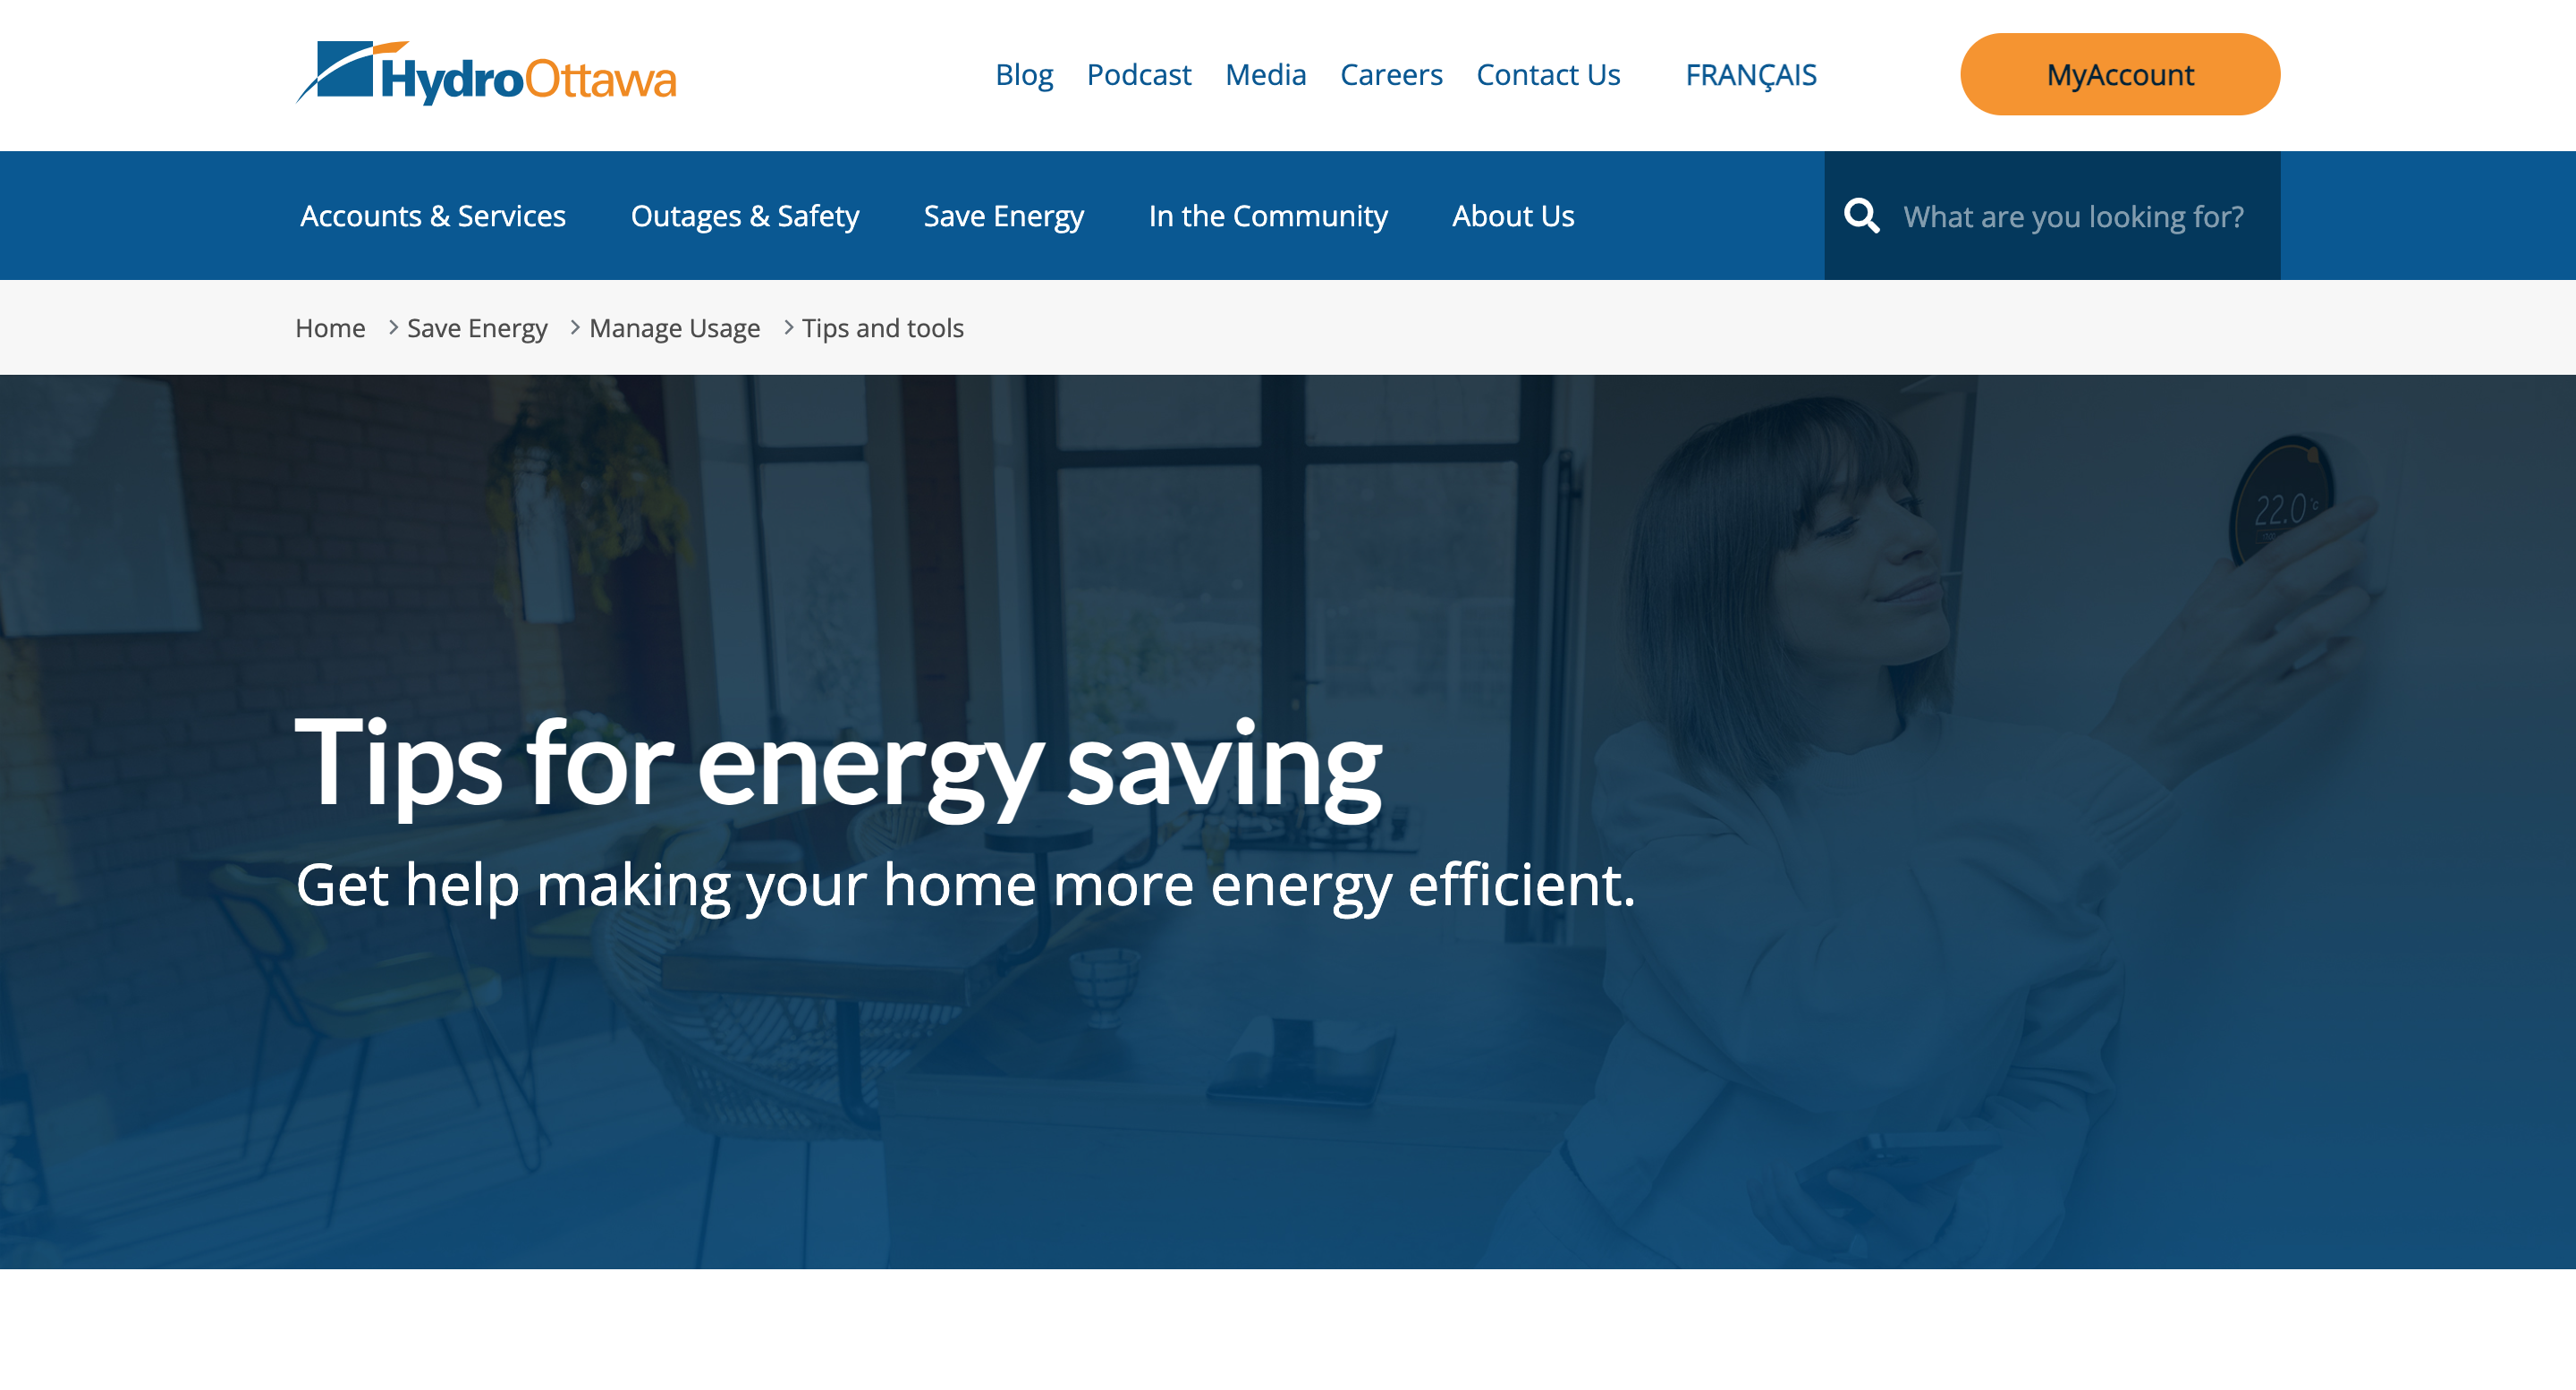 HydroOttawa
Blog Podcast Media Careers Contact Us FRANÇAIS MyAccount
Accounts & Services Outages & Safety Save Energy In the Community About Us What are you looking for?
Home > Save Energy > Manage Usage > Tips and tools
22.0°C
Tips for energy saving
Get help making your home more energy efficient.